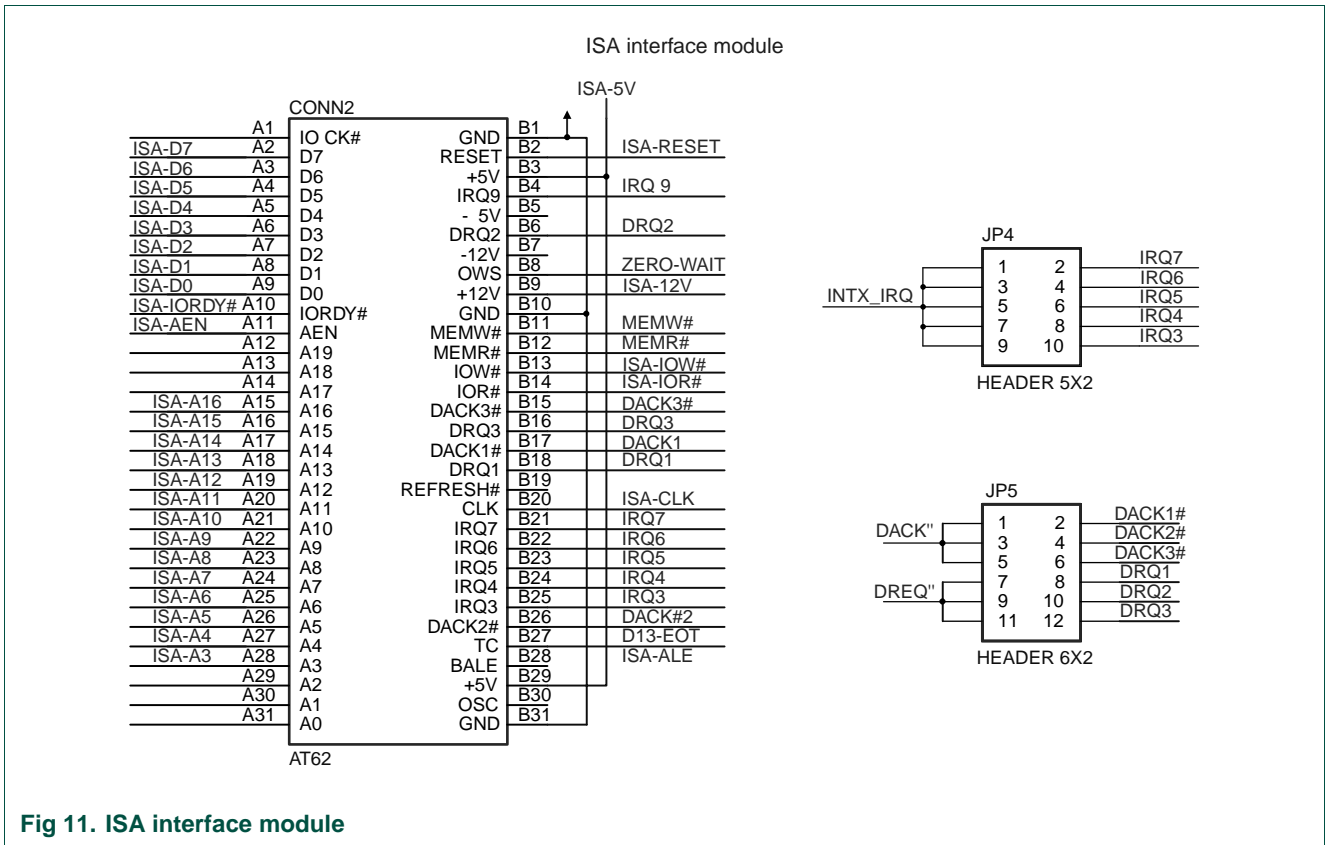 ISA interface module
ISA-5V
CONN2
A1 IO CK# GND B1
ISA-D7 A2 D7 RESET B2 ISA-RESET
ISA-D6 A3 D6 +5V B3
ISA-D5 A4 D5 IRQ9 B4 IRQ 9
ISA-D4 A5 D4 - 5V B5
ISA-D3 A6 D3 DRQ2 B6 DRQ2
ISA-D2 A7 D2 -12V B7
ISA-D1 A8 D1 OWS B8 ZERO-WAIT
ISA-D0 A9 D0 +12V B9 ISA-12V
ISA-IORDY# A10 IORDY# GND B10
ISA-AEN A11 AEN MEMW# B11 MEMW#
A12 A19 MEMR# B12 MEMR#
A13 A18 IOW# B13 ISA-IOW#
A14 A17 IOR# B14 ISA-IOR#
ISA-A16 A15 A16 DACK3# B15 DACK3#
ISA-A15 A16 A15 DRQ3 B16 DRQ3
ISA-A14 A17 A14 DACK1# B17 DACK1
ISA-A13 A18 A13 DRQ1 B18 DRQ1
ISA-A12 A19 A12 REFRESH# B19
ISA-A11 A20 A11 CLK B20 ISA-CLK
ISA-A10 A21 A10 IRQ7 B21 IRQ7
ISA-A9 A22 A9 IRQ6 B22 IRQ6
ISA-A8 A23 A8 IRQ5 B23 IRQ5
ISA-A7 A24 A7 IRQ4 B24 IRQ4
ISA-A6 A25 A6 IRQ3 B25 IRQ3
ISA-A5 A26 A5 DACK2# B26 DACK#2
ISA-A4 A27 A4 TC B27 D13-EOT
ISA-A3 A28 A3 BALE B28 ISA-ALE
A29 A2 +5V B29
A30 A1 OSC B30
A31 A0 GND B31
AT62
JP4
1 2 IRQ7
3 4 IRQ6
INTX_IRQ 5 6 IRQ5
7 8 IRQ4
9 10 IRQ3
HEADER 5X2
JP5
1 2 DACK1#
DACK" 3 4 DACK2#
5 6 DACK3#
7 8 DRQ1
DREQ" 9 10 DRQ2
11 12 DRQ3
HEADER 6X2
Fig 11. ISA interface module